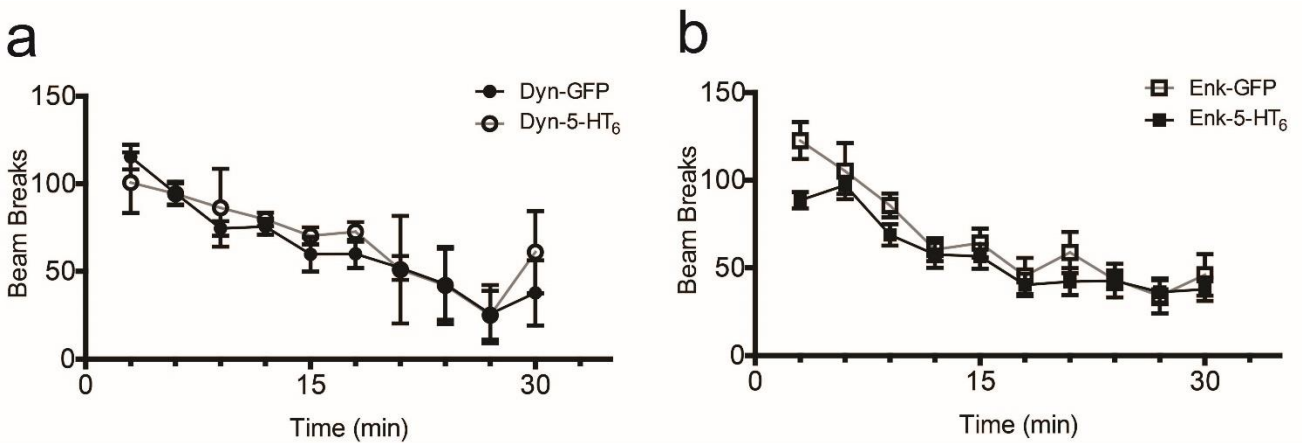 a
150
100
50
0
Beam Breaks
Dyn-GFP
Dyn-5-HT₆
0
15
30
Time (min)
b
150
100
50
0
Beam Breaks
Enk-GFP
Enk-5-HT₆
0
15
30
Time (min)